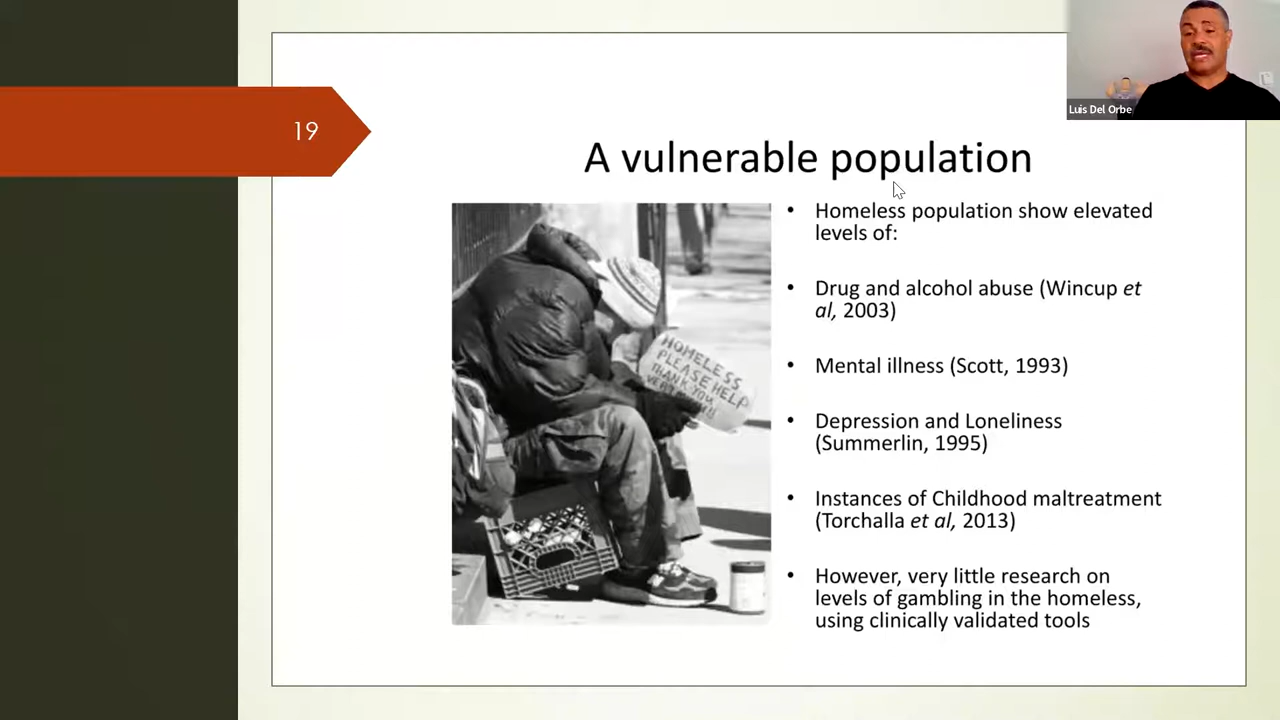 Luis Del Orbe
19
A vulnerable population
• Homeless population show elevated
levels of:
• Drug and alcohol abuse (Wincup et
al, 2003)
• Mental illness (Scott, 1993)
• Depression and Loneliness
(Summerlin, 1995)
• Instances of Childhood maltreatment
(Torchalla et al, 2013)
• However, very little research on
levels of gambling in the homeless,
using clinically validated tools
HOMELESS
PLEASE HELP
THANK YOU